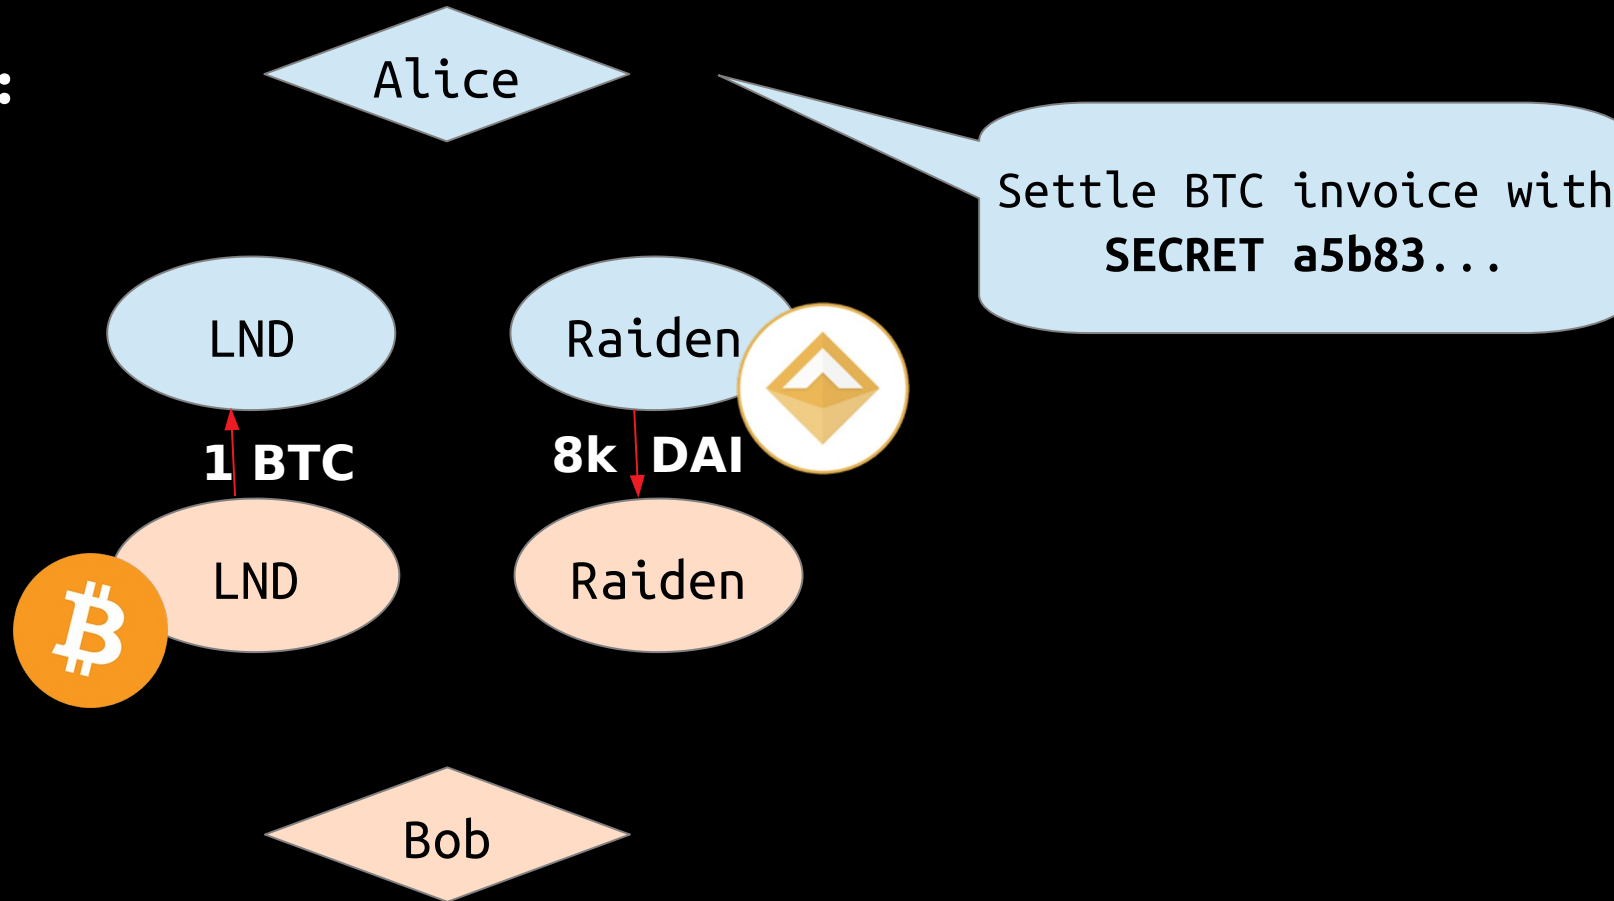 :
Alice
Settle BTC invoice with
SECRET a5b83...
LND
Raiden
1 BTC
8k DAI
LND
Raiden
Bob